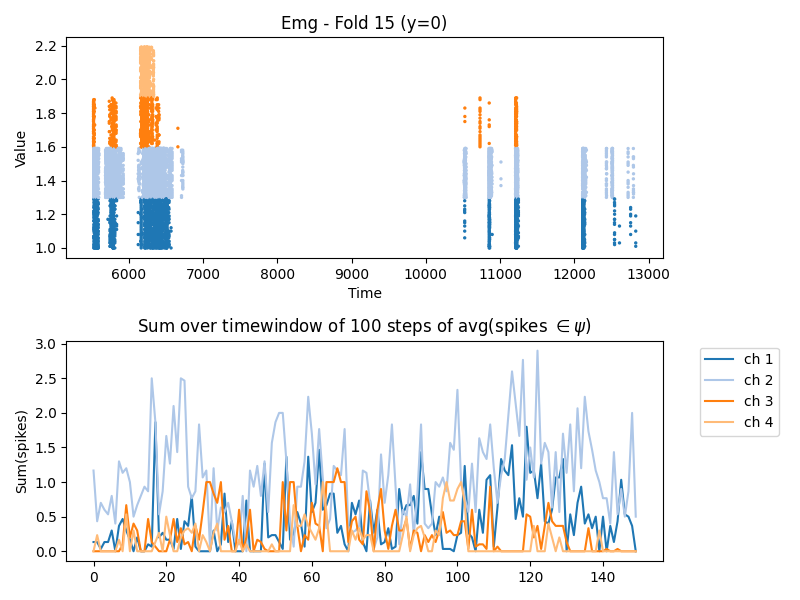 Emg - Fold 15 (y=0)
Value
2.2
2.0
1.8
1.6
1.4
1.2
1.0
6000 7000 8000 9000 10000 11000 12000 13000
Time
Sum over timewindow of 100 steps of avg(spikes ∈ ψ)
Sum(spikes)
3.0
2.5
2.0
1.5
1.0
0.5
0.0
0 20 40 60 80 100 120 140
ch 1
ch 2
ch 3
ch 4